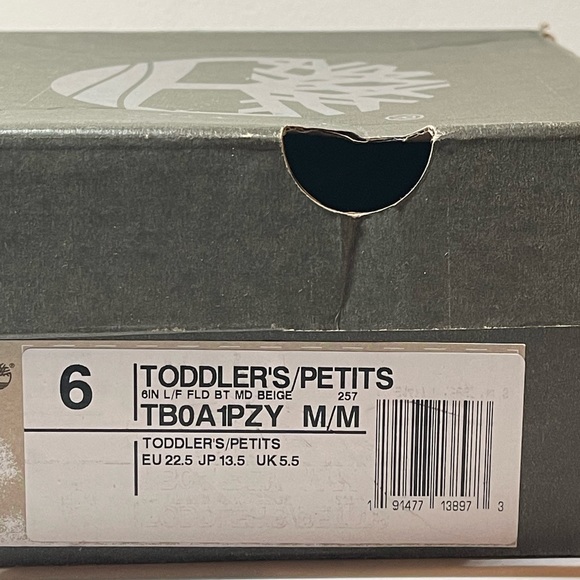 ®
6
TODDLER'S/PETITS
6IN L/F FLD BT MD BEIGE 257
TB0A1PZY M/M
TODDLER'S/PETITS
EU 22.5 JP 13.5 UK 5.5
1 91477 13897 3